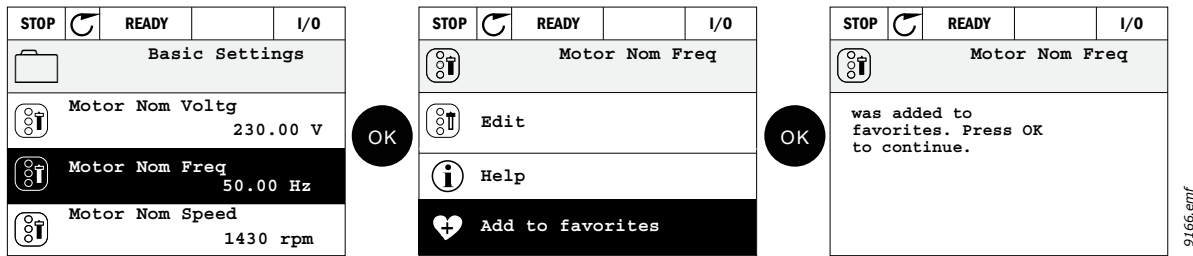 STOP READY I/O
Basic Settings
Motor Nom Voltg
230.00 V
Motor Nom Freq
50.00 Hz
Motor Nom Speed
1430 rpm
OK
STOP READY I/O
Motor Nom Freq
Edit
Help
Add to favorites
OK
STOP READY I/O
Motor Nom Freq
was added to
favorites. Press OK
to continue.
9166.emf